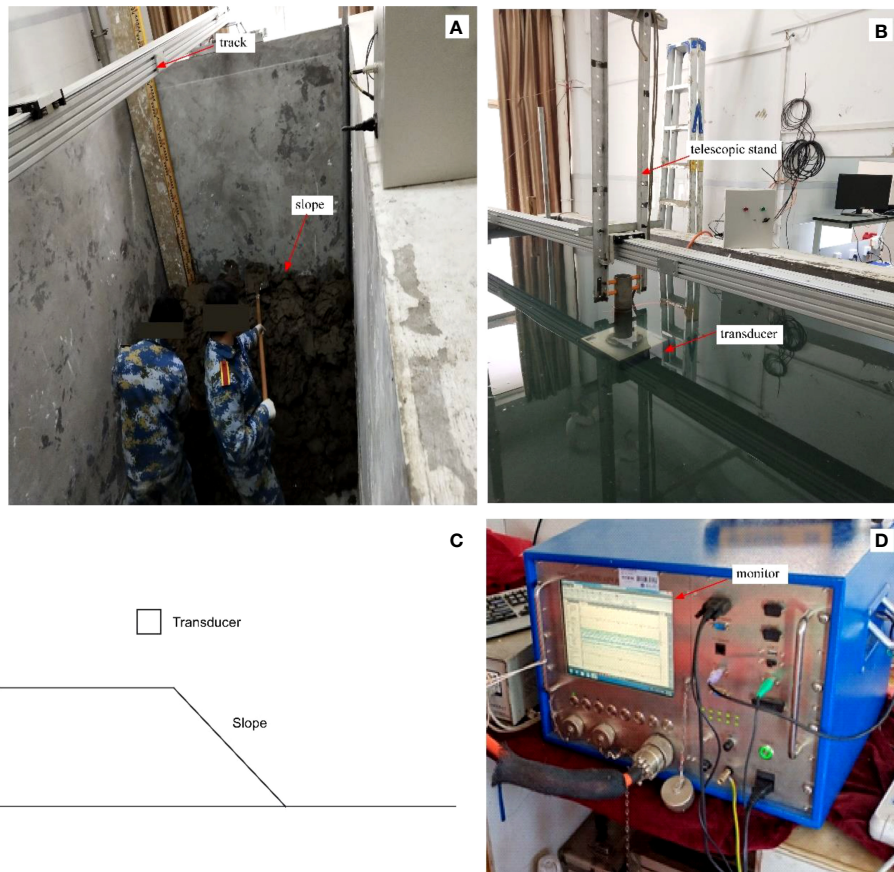 A
track
slope
B
telescopic stand
transducer
C
Transducer
Slope
D
monitor